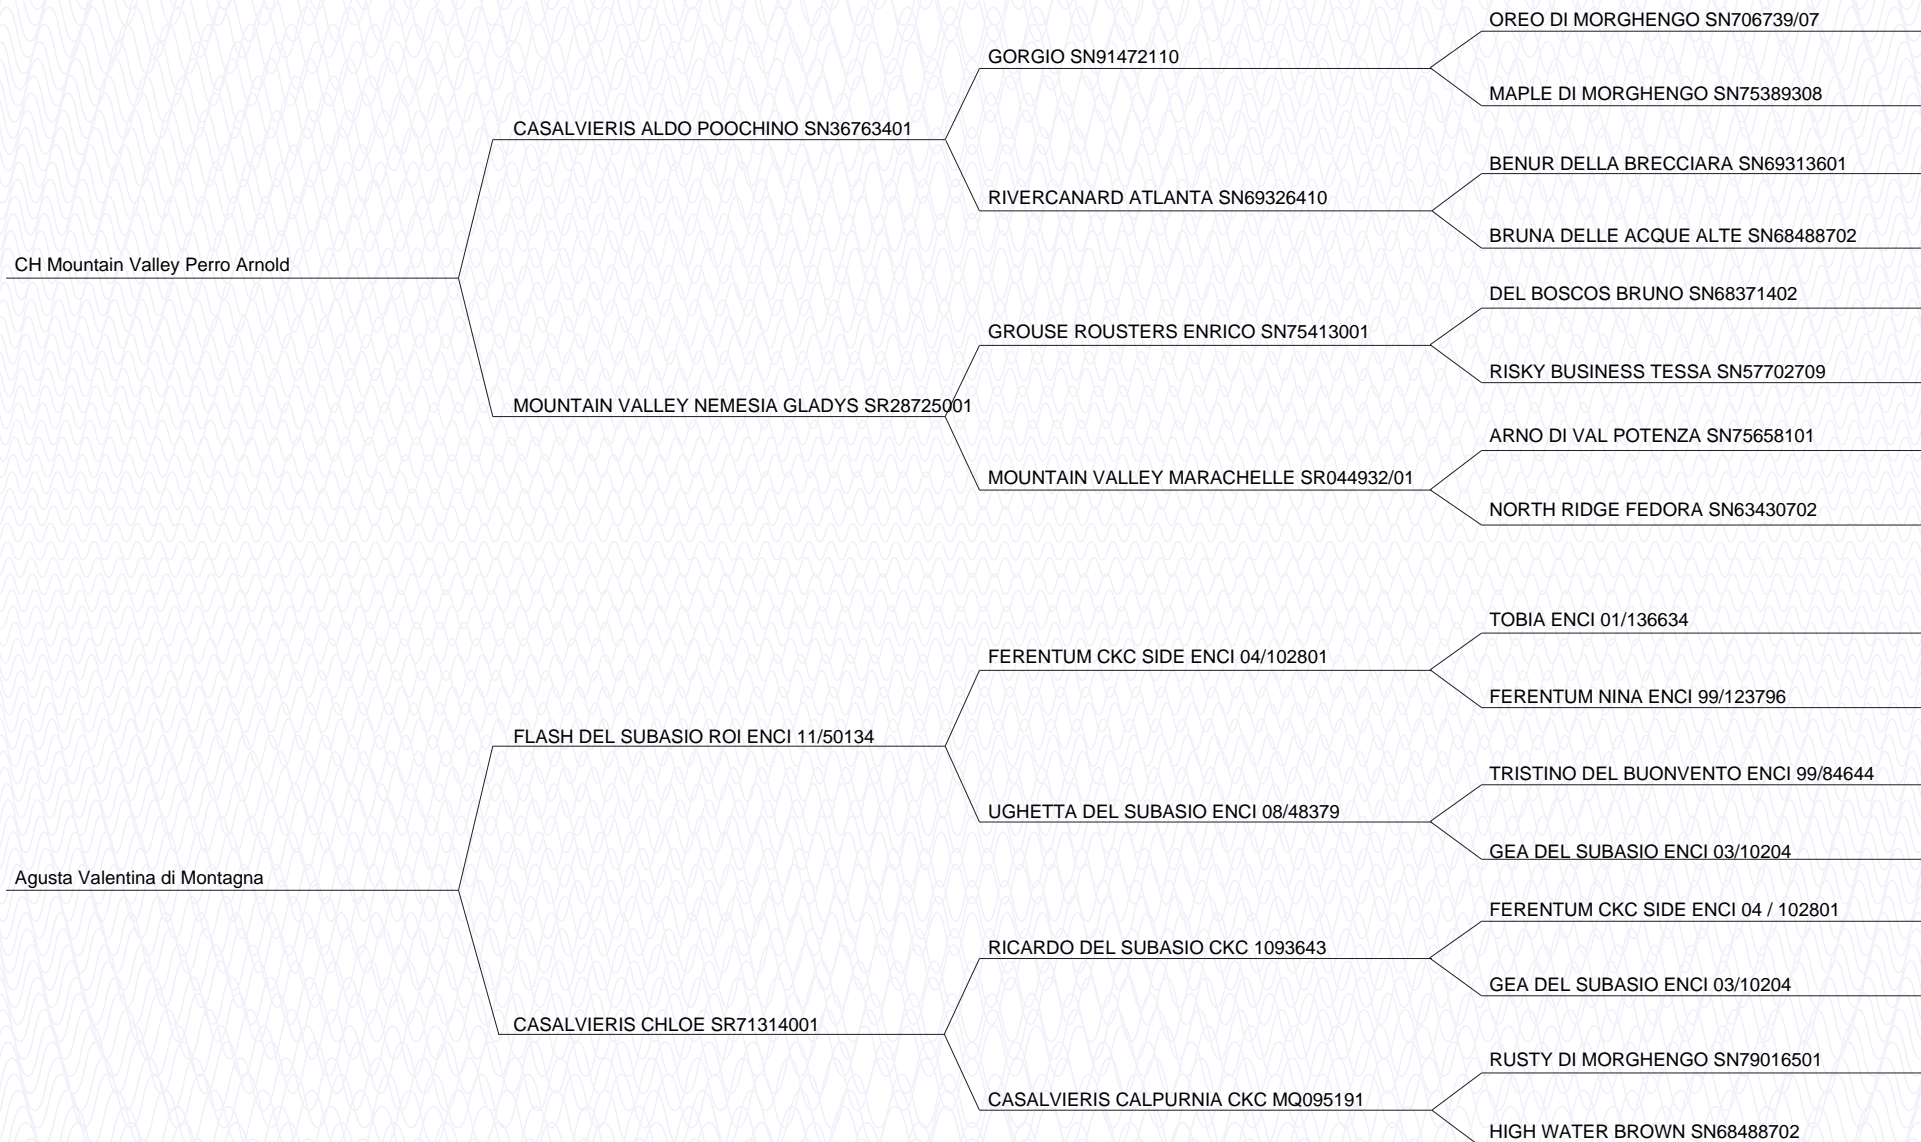 OREO DI MORGHENGO SN706739/07
GORGIO SN91472110
MAPLE DI MORGHENGO SN75389308
CASALVIERIS ALDO POOCHINO SN36763401
BENUR DELLA BRECCIARA SN69313601
RIVERCANARD ATLANTA SN69326410
BRUNA DELLE ACQUE ALTE SN68488702
CH Mountain Valley Perro Arnold
DEL BOSCOS BRUNO SN68371402
GROUSE ROUSTERS ENRICO SN75413001
RISKY BUSINESS TESSA SN57702709
MOUNTAIN VALLEY NEMESIA GLADYS SR28725001
ARNO DI VAL POTENZA SN75658101
MOUNTAIN VALLEY MARACHELLE SR044932/01
NORTH RIDGE FEDORA SN63430702
TOBIA ENCI 01/136634
FERENTUM CKC SIDE ENCI 04/102801
FERENTUM NINA ENCI 99/123796
FLASH DEL SUBASIO ROI ENCI 11/50134
TRISTINO DEL BUONVENTO ENCI 99/84644
UGHETTA DEL SUBASIO ENCI 08/48379
GEA DEL SUBASIO ENCI 03/10204
Agusta Valentina di Montagna
FERENTUM CKC SIDE ENCI 04 / 102801
RICARDO DEL SUBASIO CKC 1093643
GEA DEL SUBASIO ENCI 03/10204
CASALVIERIS CHLOE SR71314001
RUSTY DI MORGHENGO SN79016501
CASALVIERIS CALPURNIA CKC MQ095191
HIGH WATER BROWN SN68488702